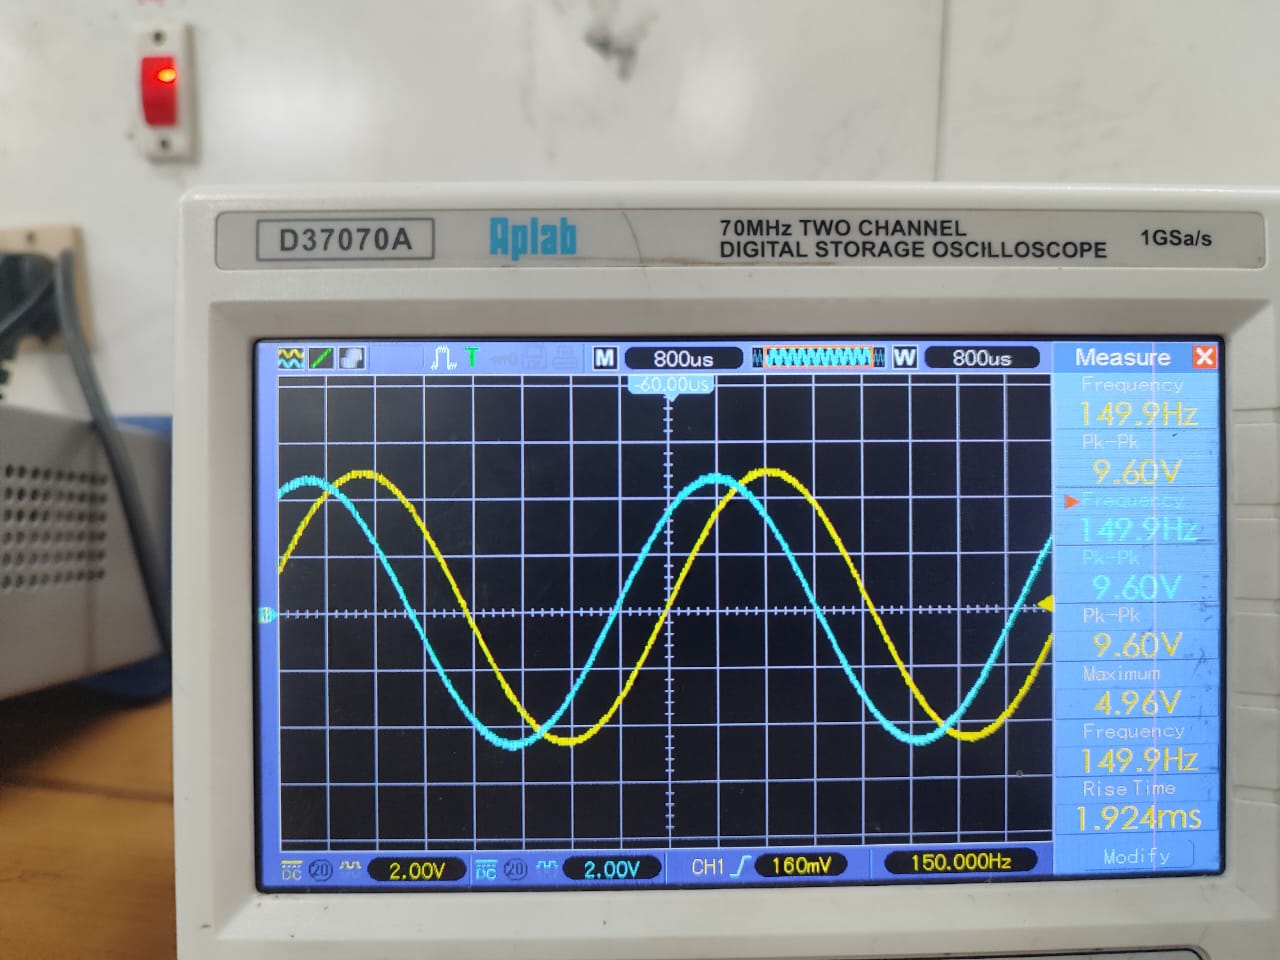 D37070A
Aplab
70MHz TWO CHANNEL
DIGITAL STORAGE OSCILLOSCOPE
1GSa/s
T
M 800us
W 800us
Measure X
-60.00us
Frequency
149.9Hz
Pk-Pk
9.60V
Frequency
149.9Hz
Pk-Pk
9.60V
Pk-Pk
9.60V
Maximum
4.96V
Frequency
149.9Hz
Rise Time
1.924ms
Modify
DC 20 2.00V DC 20 2.00V CH1 160mV 150.000Hz